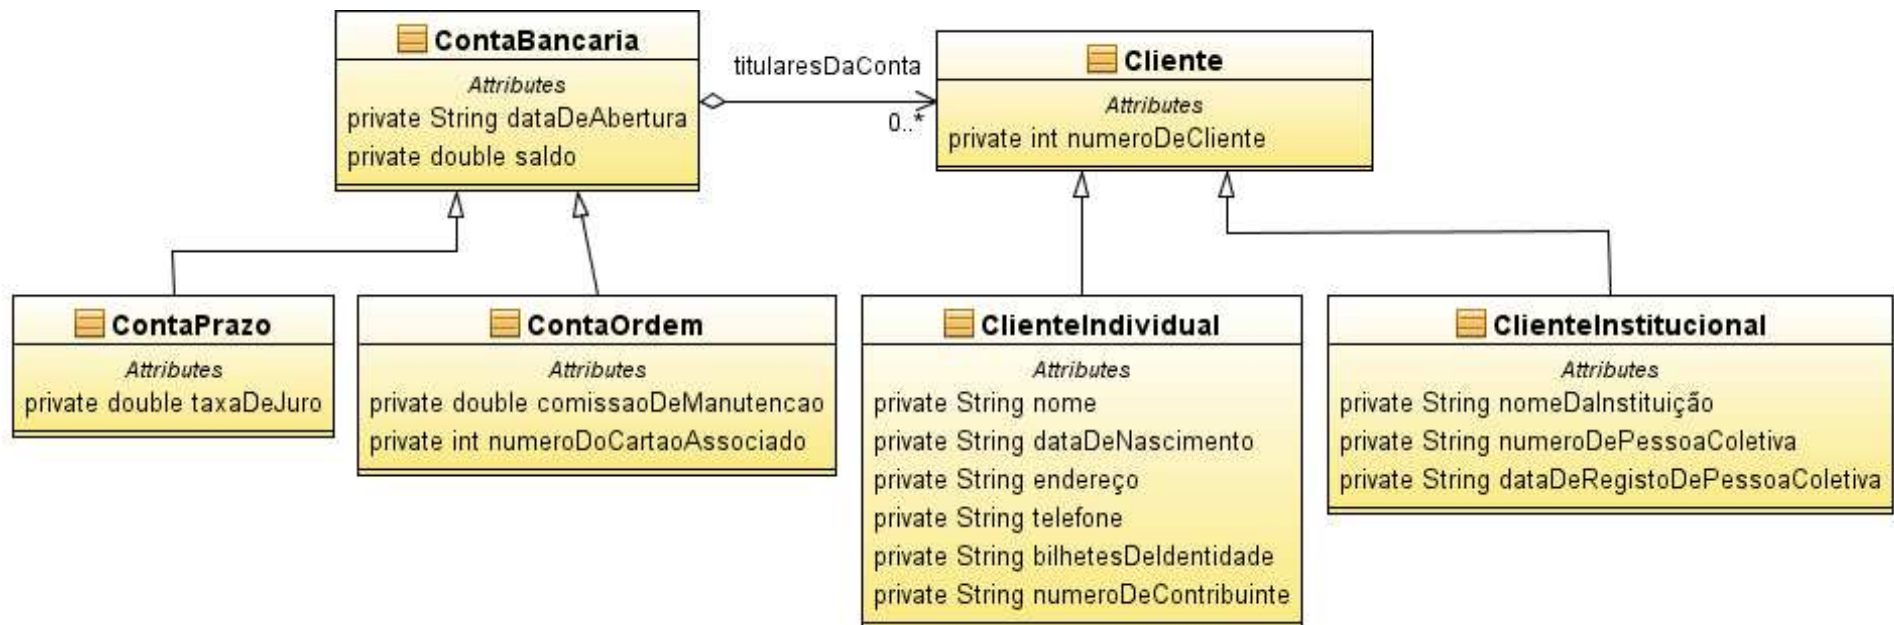 ContaBancaria
Attributes
private String dataDeAbertura
private double saldo
titularesDaConta
0..*
Cliente
Attributes
private int numeroDeCliente
ContaPrazo
Attributes
private double taxaDeJuro
ContaOrdem
Attributes
private double comissaoDeManutencao
private int numeroDoCartaoAssociado
ClienteIndividual
Attributes
private String nome
private String dataDeNascimento
private String endereço
private String telefone
private String bilhetesDeIdentidade
private String numeroDeContribuinte
ClienteInstitucional
Attributes
private String nomeDaInstituição
private String numeroDePessoaColetiva
private String dataDeRegistoDePessoaColetiva